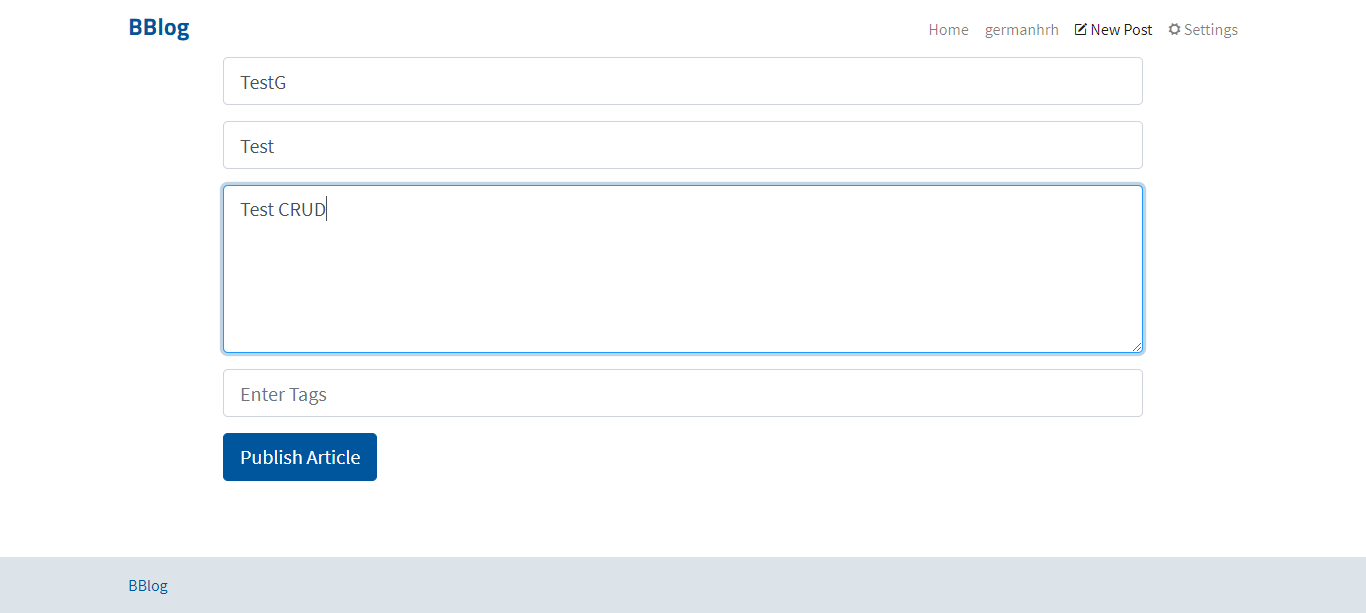 BBlog
Home germanhrh New Post Settings
TestG
Test
Test CRUD
Enter Tags
Publish Article
BBlog